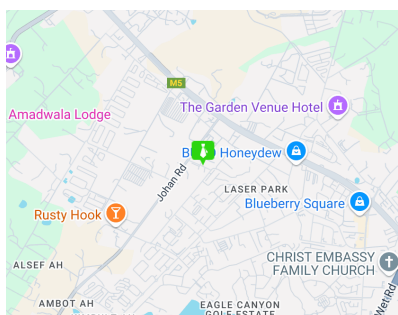 M5
The Garden Venue Hotel
Amadwala Lodge
B
Honeydew
Johan Rd
LASER PARK
Blueberry Square
Rusty Hook
CHRIST EMBASSY
FAMILY CHURCH
ALSEF AH
Wet Rd
AMBOT AH
EAGLE CANYON
GOLF ESTATE